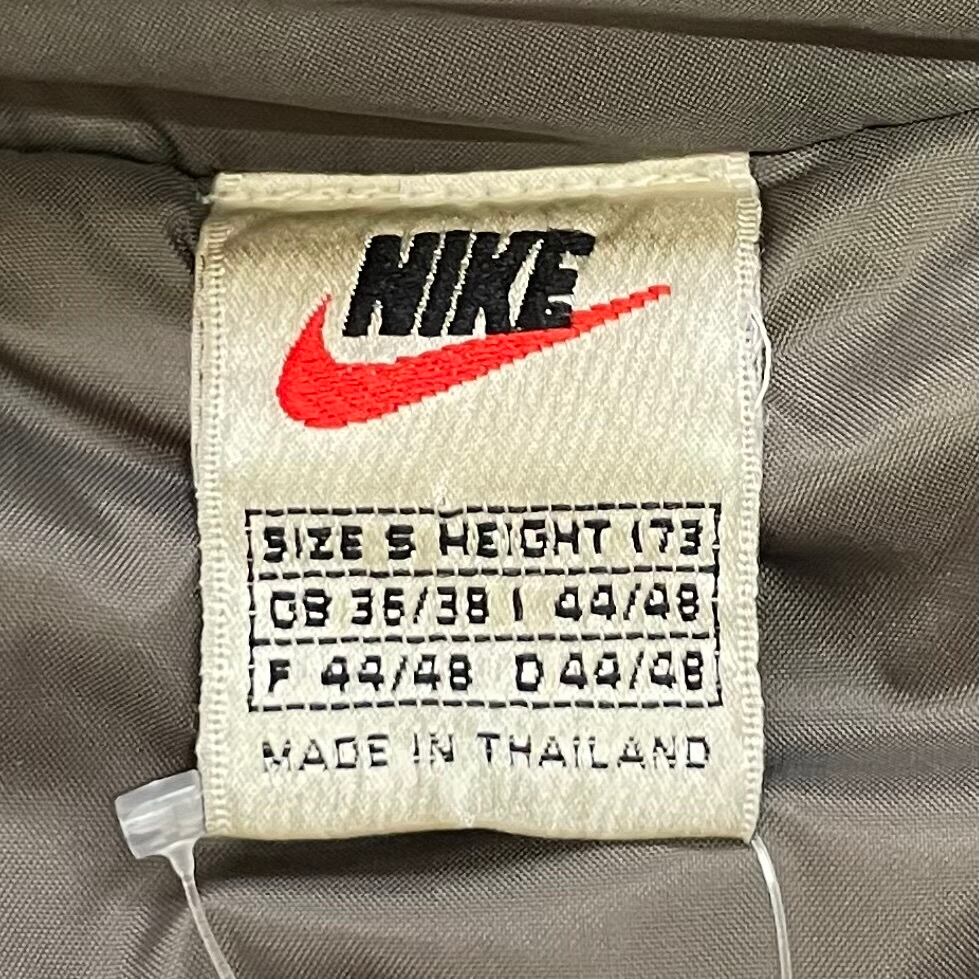 NIKE
SIZE S HEIGHT 173
GB 36/38 I 44/48
F 44/48 D 44/48
MADE IN THAILAND